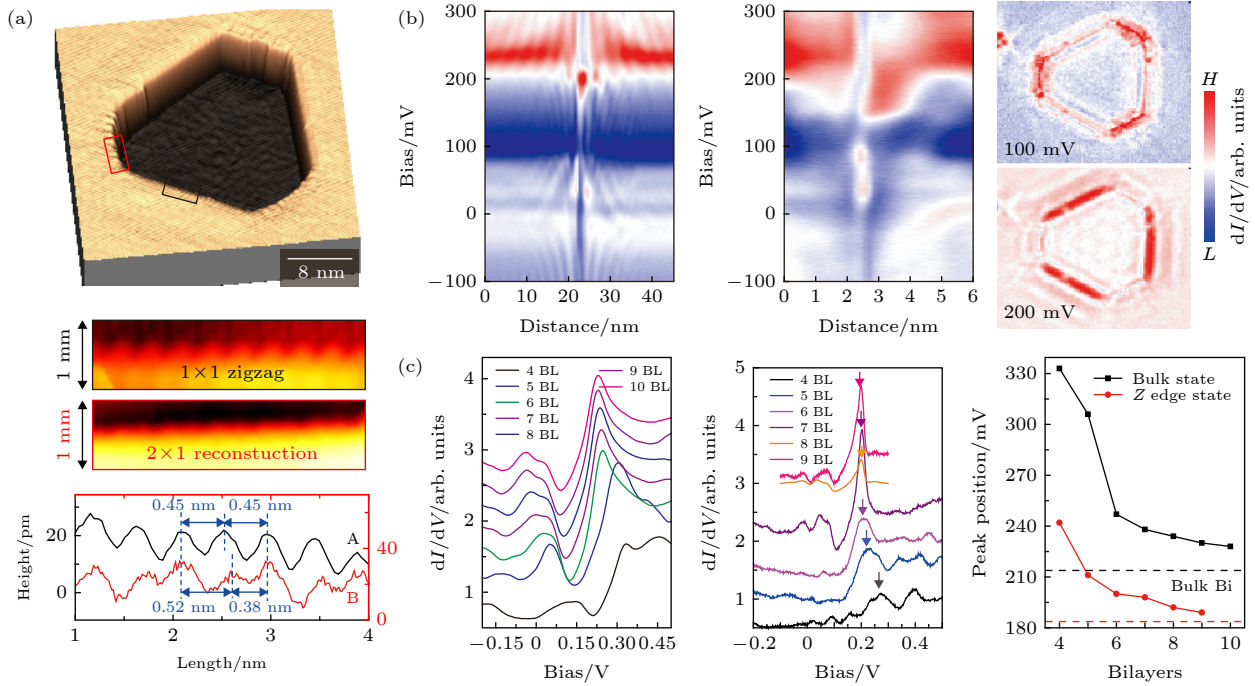 (a)
8 nm
1 mm
1×1 zigzag
1 mm
2×1 reconstuction
0.45 nm
0.45 nm
20
0
A
B
40
20
0
0.52 nm
0.38 nm
Height/pm
1
2
3
4
Length/nm
(b)
300
200
100
0
−100
Bias/mV
0
10
20
30
40
Distance/nm
300
200
100
0
−100
Bias/mV
0
1.2
3
4
5
6
Distance/nm
100 mV
200 mV
H
L
dI/dV/arb. units
(c)
4 BL
5 BL
6 BL
7 BL
8 BL
9 BL
10 BL
4
3
2
1
dI/dV/arb. units
−0.15
0
0.15
0.30
0.45
Bias/V
4 BL
5 BL
6 BL
7 BL
8 BL
9 BL
5
4
3
2
1
dI/dV/arb. units
−0.2
0
0.2
0.4
Bias/V
Bulk state
Z edge state
Bulk Bi
330
300
270
240
210
180
Peak position/mV
4
6
8
10
Bilayers